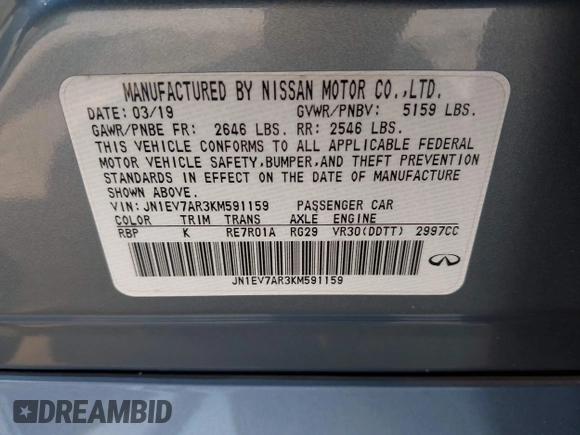 MANUFACTURED BY NISSAN MOTOR CO.,LTD.
DATE: 03/19 GVWR/PNBV: 5159 LBS.
GAWR/PNBE FR: 2646 LBS. RR: 2546 LBS.
THIS VEHICLE CONFORMS TO ALL APPLICABLE FEDERAL
MOTOR VEHICLE SAFETY,BUMPER,AND THEFT PREVENTION
STANDARDS IN EFFECT ON THE DATE OF MANUFACTURE
SHOWN ABOVE.
VIN: JN1EV7AR3KM591159 PASSENGER CAR
COLOR TRIM TRANS AXLE ENGINE
RBP K RE7R01A RG29 VR30(DDTT) 2997CC
JN1EV7AR3KM591159
DREAMBID